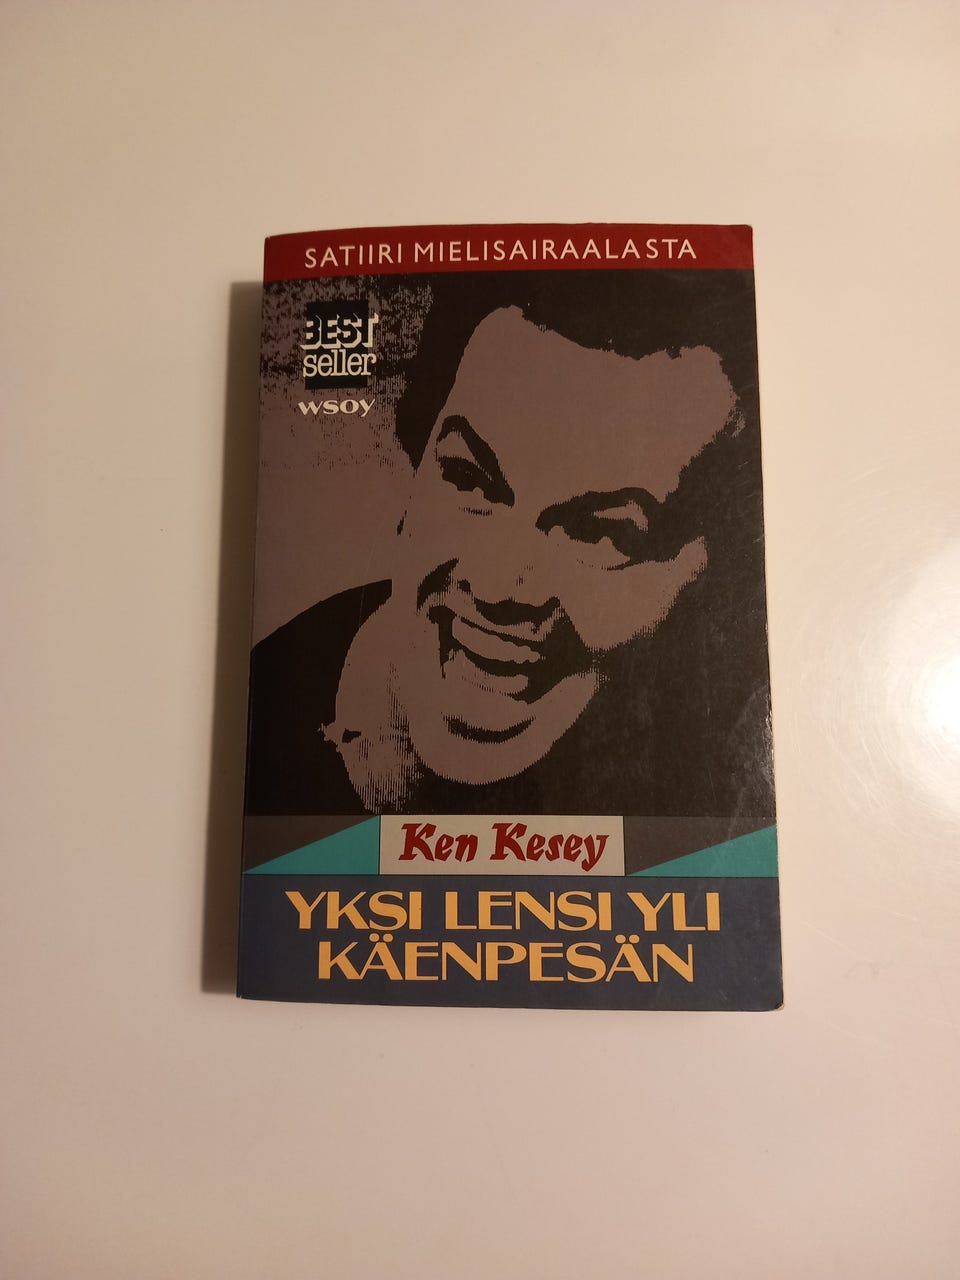 SATIIRI MIELISAIRAALASTA
BEST
seller
wsoy
Ken Kesey
YKSI LENSI YLI
KÄENPESÄN